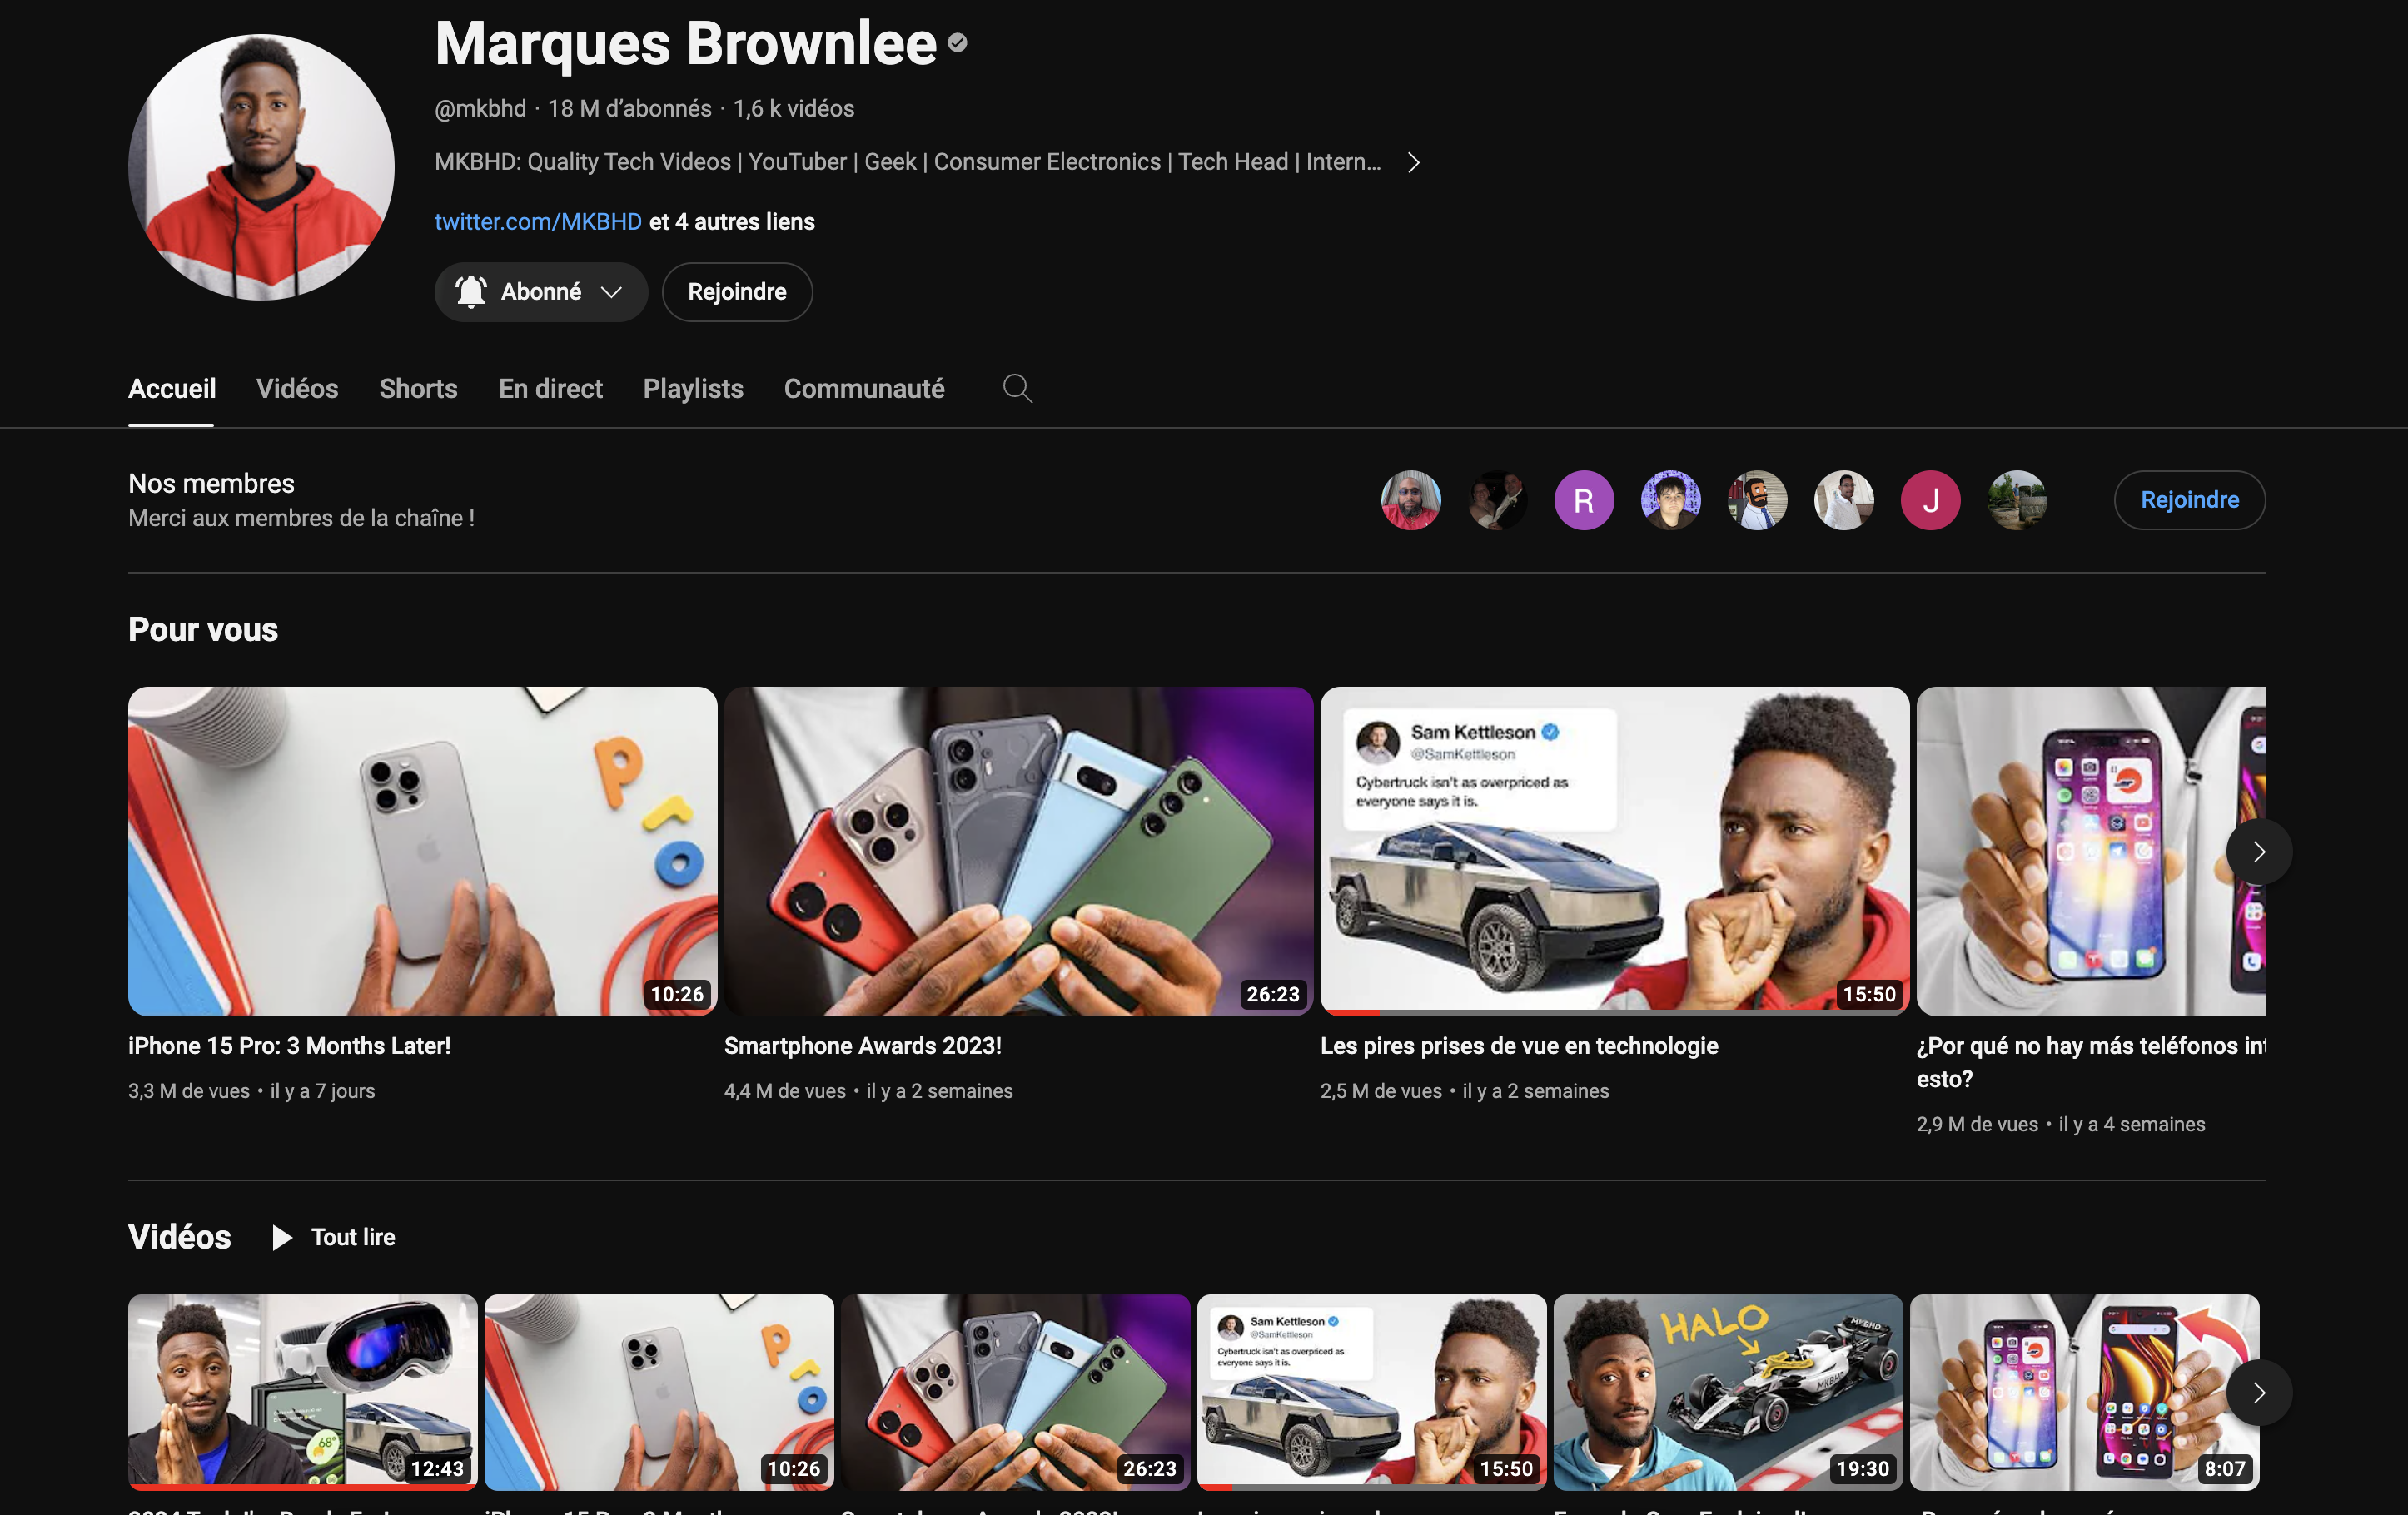 Marques Brownlee
@mkbhd · 18 M d’abonnés · 1,6 k vidéos
MKBHD: Quality Tech Videos | YouTuber | Geek | Consumer Electronics | Tech Head | Intern...
twitter.com/MKBHD et 4 autres liens
Abonné
Rejoindre
Accueil Vidéos Shorts En direct Playlists Communauté
Nos membres
Merci aux membres de la chaîne !
R
J
Rejoindre
Pour vous
Sam Kettleson
@SamKettleson
Cybertruck isn't as overpriced as
everyone says it is.
10:26
26:23
15:50
iPhone 15 Pro: 3 Months Later!
3,3 M de vues • il y a 7 jours
Smartphone Awards 2023!
4,4 M de vues • il y a 2 semaines
Les pires prises de vue en technologie
2,5 M de vues • il y a 2 semaines
¿Por qué no hay más teléfonos
esto?
2,9 M de vues • il y a 4 semaines
Vidéos
Tout lire
68°
12:43
10:26
26:23
Sam Kettleson
@SamKettleson
Cybertruck isn't as overpriced as
everyone says it is.
15:50
HALO
MKBHD
MKBHD
19:30
8:07